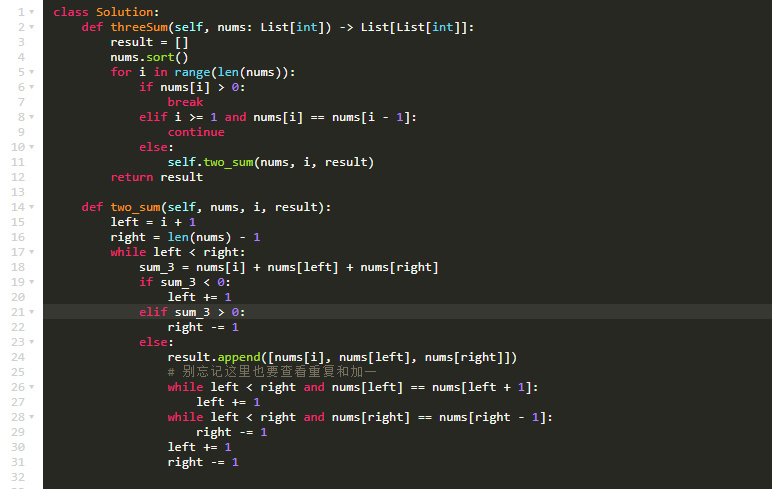 1 class Solution:
2     def threeSum(self, nums: List[int]) -> List[List[int]]:
3         result = []
4         nums.sort()
5         for i in range(len(nums)):
6             if nums[i] > 0:
7                 break
8             elif i >= 1 and nums[i] == nums[i - 1]:
9                 continue
10             else:
11                 self.two_sum(nums, i, result)
12         return result
13
14     def two_sum(self, nums, i, result):
15         left = i + 1
16         right = len(nums) - 1
17         while left < right:
18             sum_3 = nums[i] + nums[left] + nums[right]
19             if sum_3 < 0:
20                 left += 1
21             elif sum_3 > 0:
22                 right -= 1
23             else:
24                 result.append([nums[i], nums[left], nums[right]])
25                 # 别忘记这里也要查看重复和加一
26                 while left < right and nums[left] == nums[left + 1]:
27                     left += 1
28                 while left < right and nums[right] == nums[right - 1]:
29                     right -= 1
30                 left += 1
31                 right -= 1
32